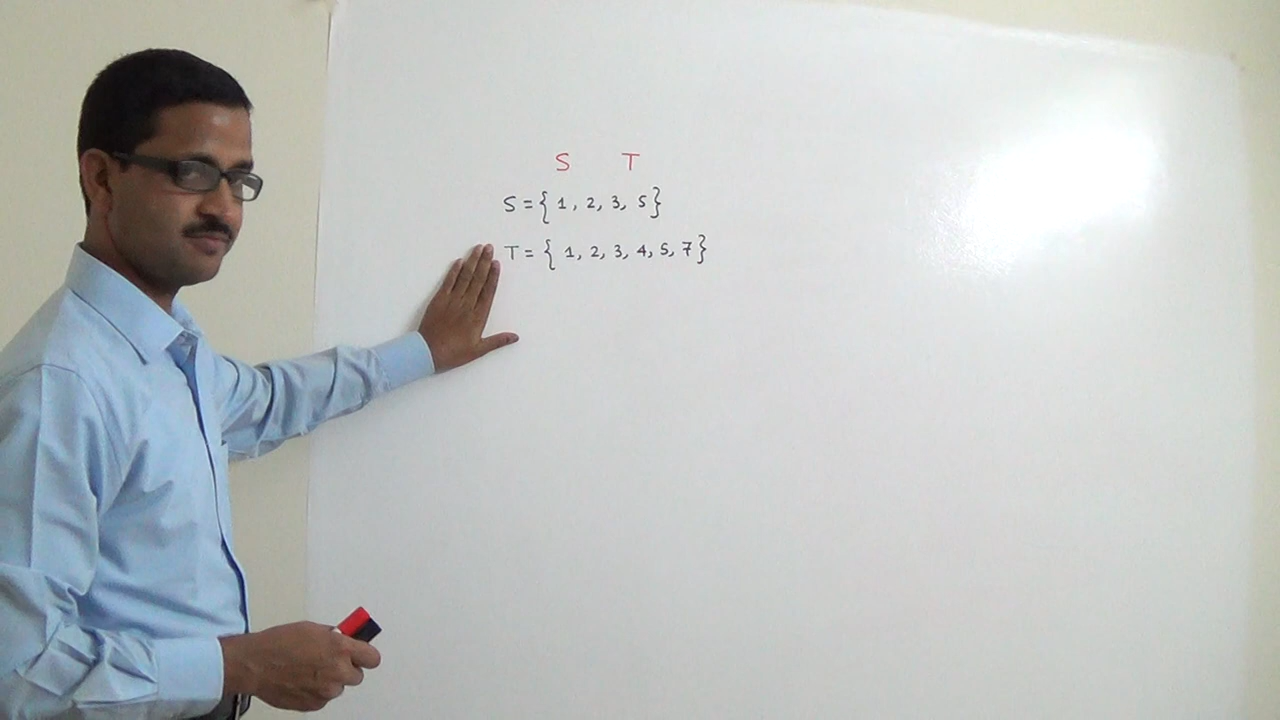 S T
S = { 1, 2, 3, 5 }
T = { 1, 2, 3, 4, 5, 7 }